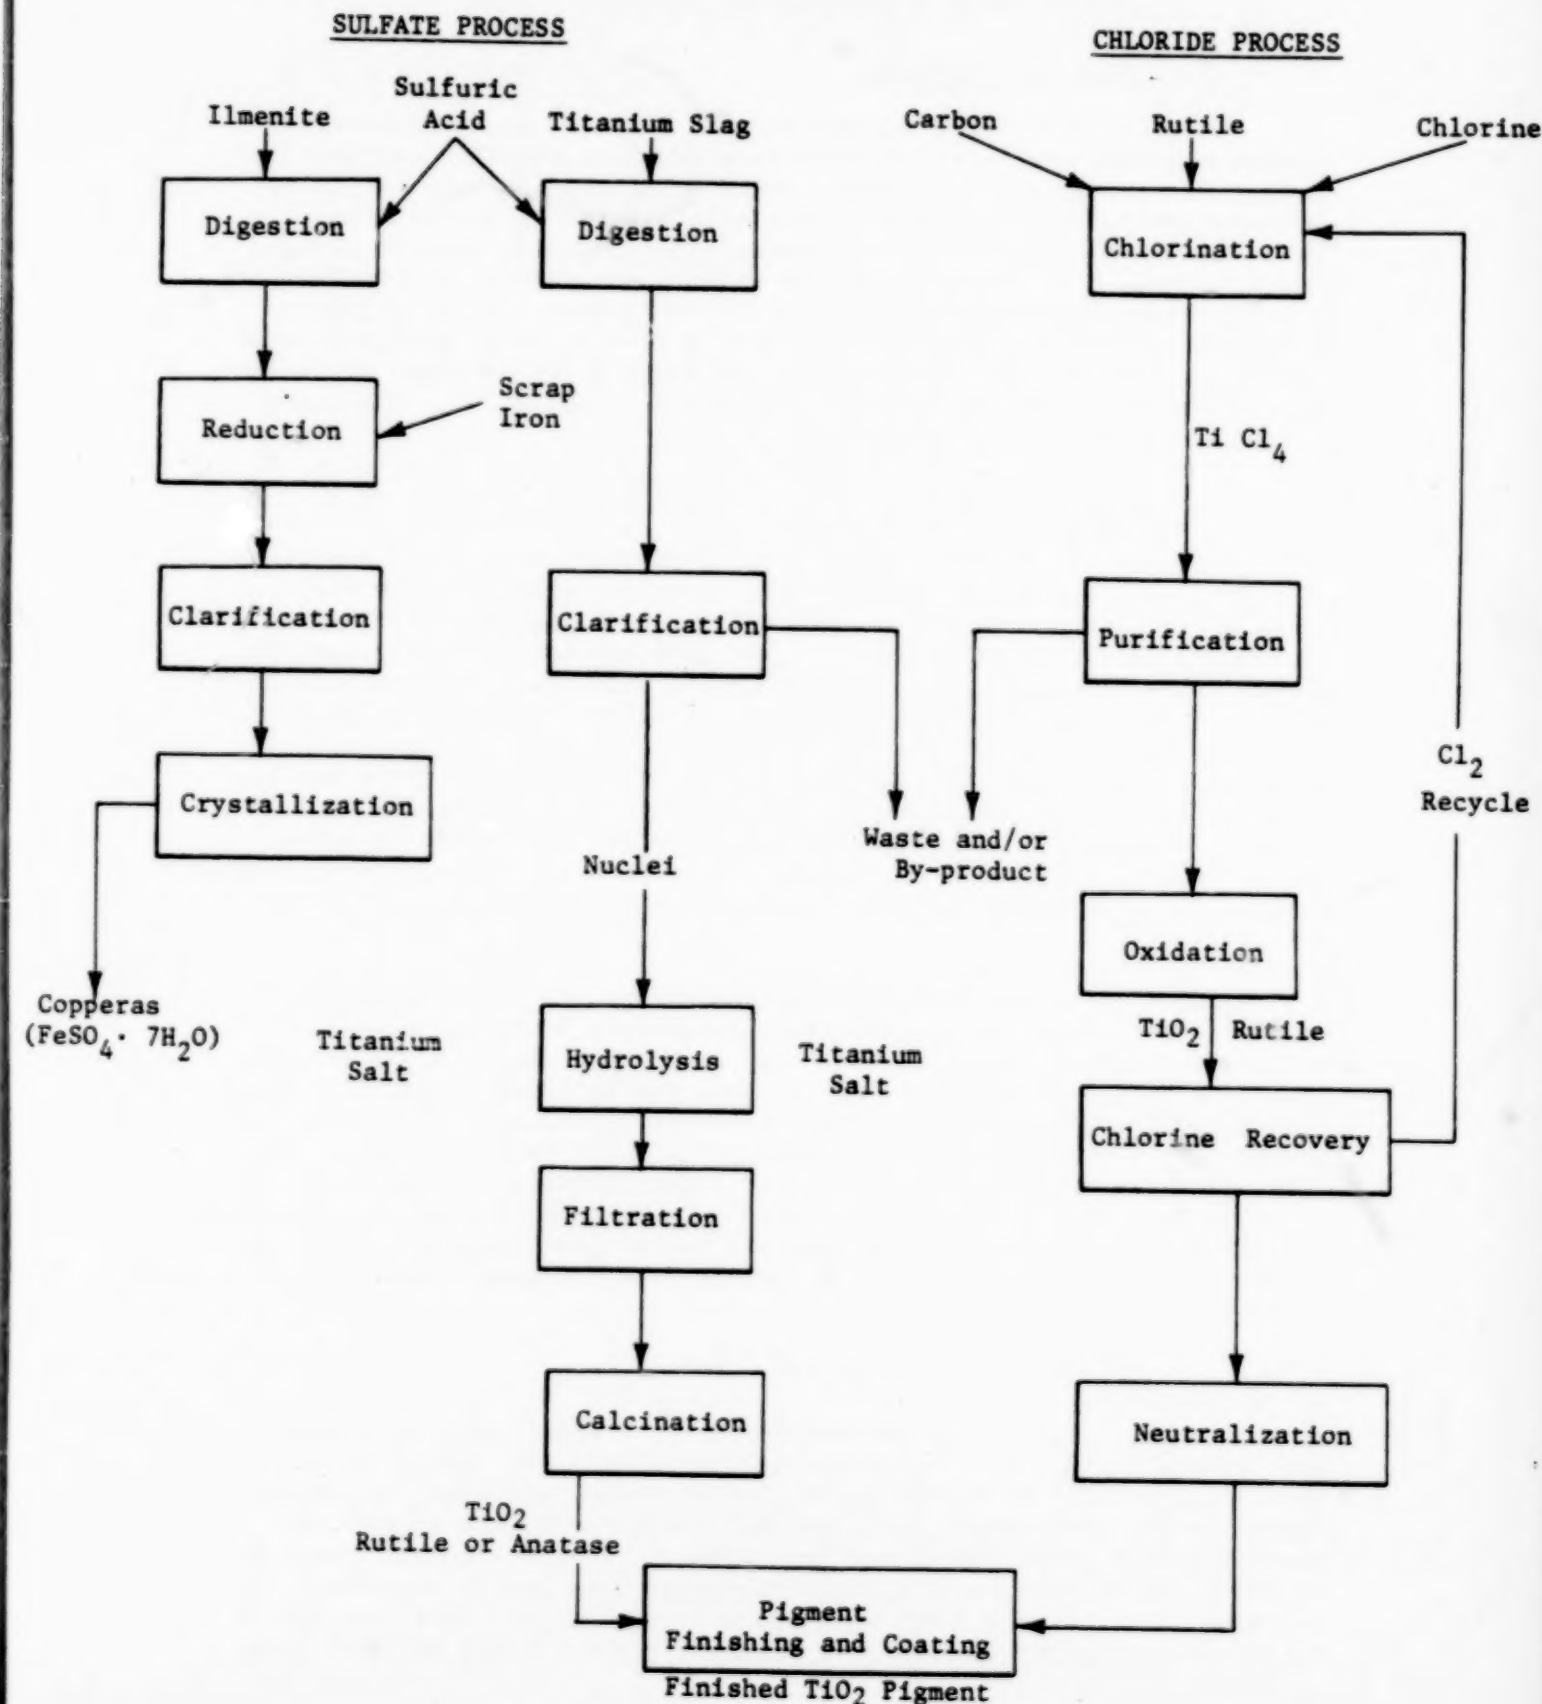 SULFATE PROCESS
CHLORIDE PROCESS
Ilmenite
Sulfuric
Acid
Titanium Slag
Carbon
Rutile
Chlorine
Digestion
Digestion
Chlorination
Reduction
Scrap
Iron
Ti Cl₄
Clarification
Clarification
Purification
Crystallization
Cl₂
Recycle
Nuclei
Waste and/or
By-product
Oxidation
Copperas
(FeSO₄· 7H₂O)
Titanium
Salt
Hydrolysis
Titanium
Salt
TiO₂ Rutile
Chlorine Recovery
Filtration
Calcination
Neutralization
TiO₂
Rutile or Anatase
Pigment
Finishing and Coating
Finished TiO₂ Pigment